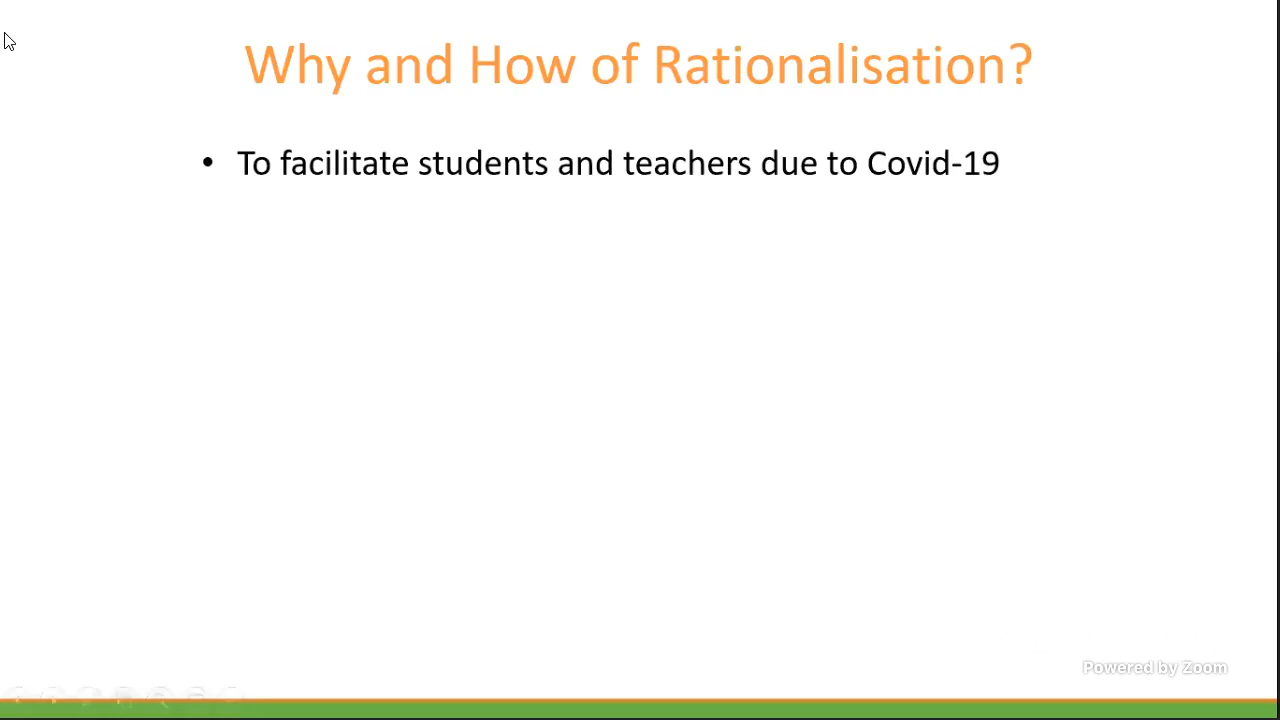 Why and How of Rationalisation?
• To facilitate students and teachers due to Covid-19
Powered by Zoom